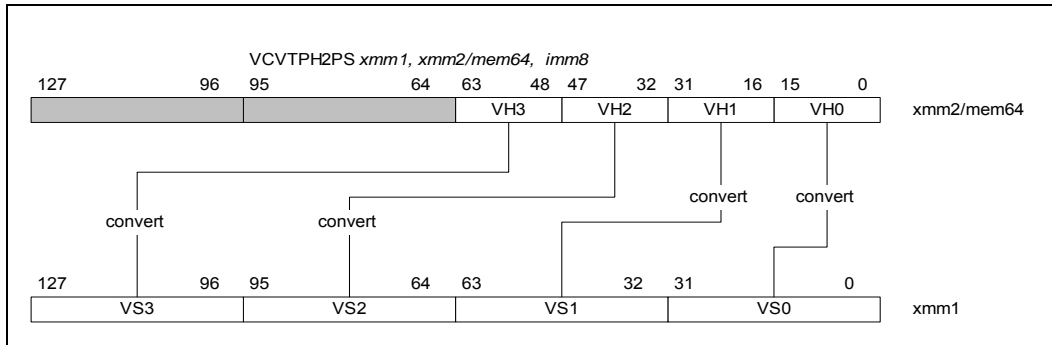 VCVTPH2PS xmm1, xmm2/mem64, imm8
127 96 95 64 63 48 47 32 31 16 15 0
VH3 VH2 VH1 VH0 xmm2/mem64
convert convert convert convert
127 96 95 64 63 32 31 0
VS3 VS2 VS1 VS0 xmm1